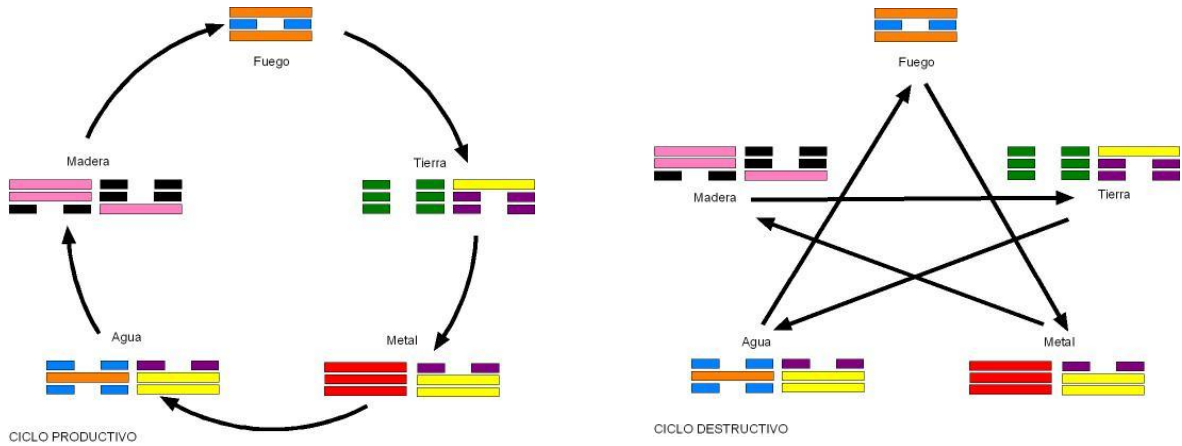 Fuego
Madera
Tierra
Agua
Metal
CICLO PRODUCTIVO
Fuego
Madera
Tierra
Agua
Metal
CICLO DESTRUCTIVO